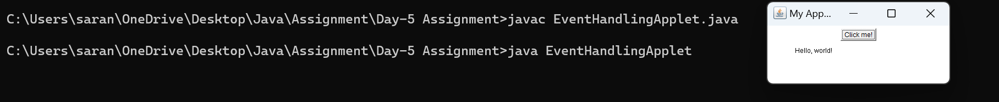 C:\Users\saran\OneDrive\Desktop\Java\Assignment\Day-5 Assignment>javac EventHandlingApplet.java
C:\Users\saran\OneDrive\Desktop\Java\Assignment\Day-5 Assignment>java EventHandlingApplet
My App...
Click me!
Hello, world!